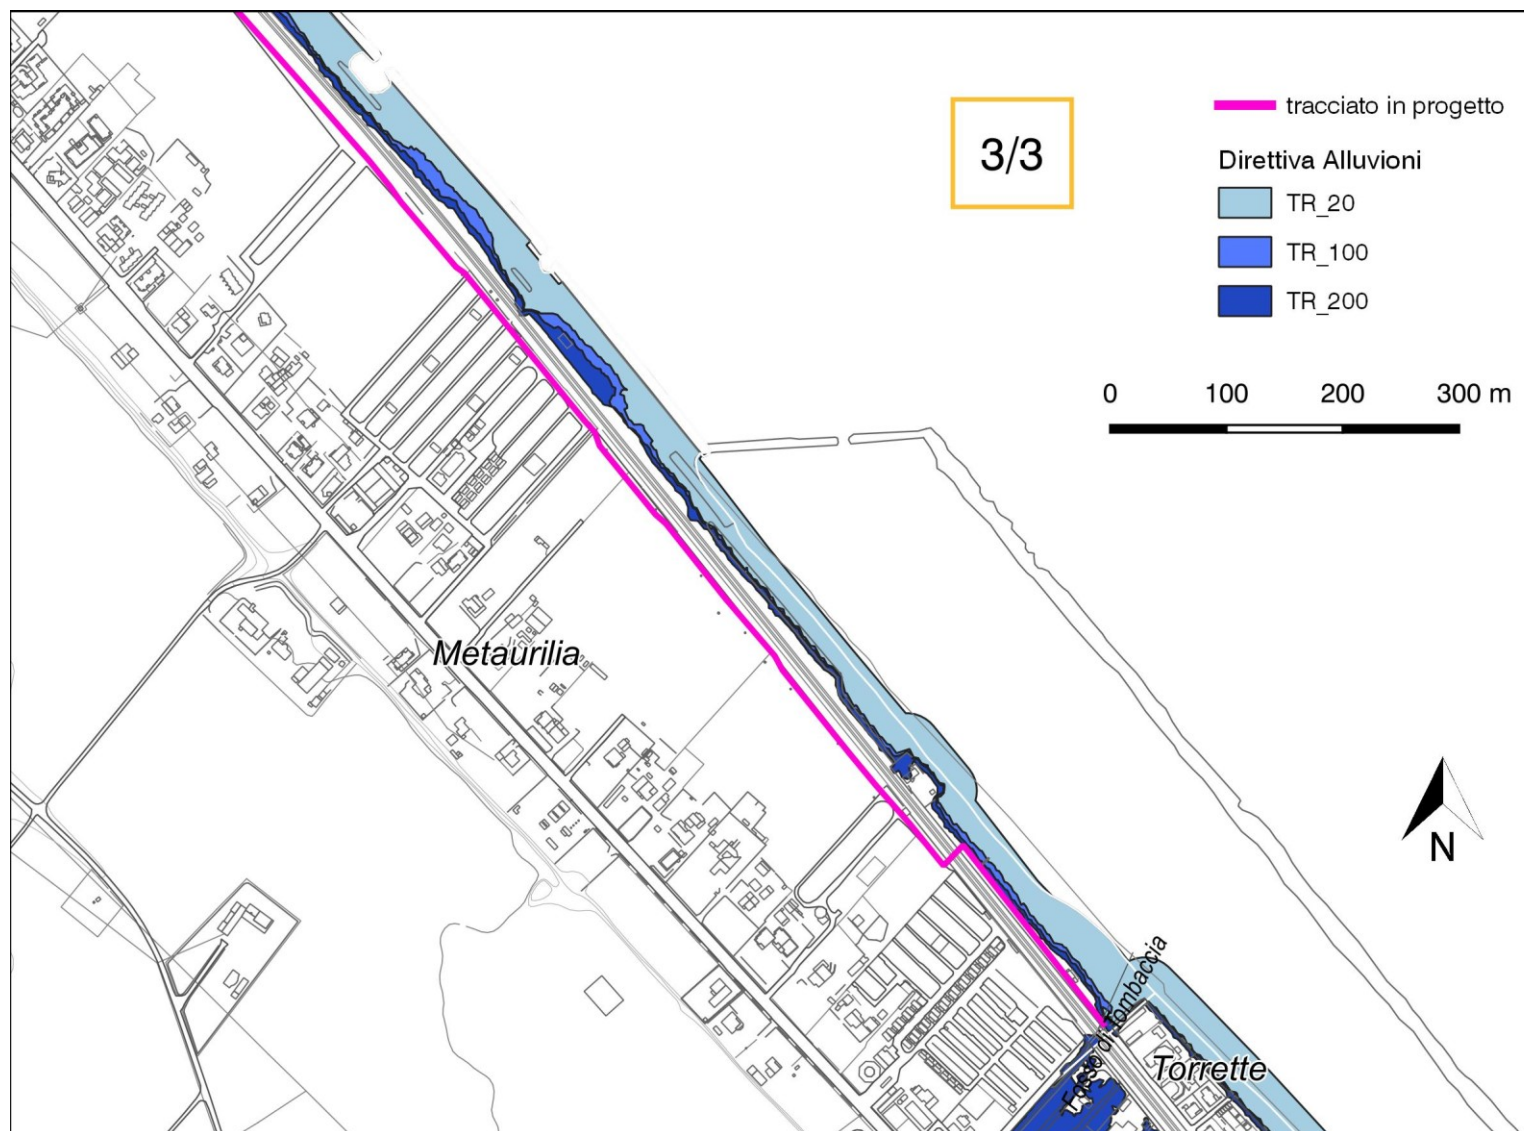 3/3
tracciato in progetto
Direttiva Alluvioni
TR_20
TR_100
TR_200
0 100 200 300 m
Metaurilia
N
Fosso di Tombaccia
Torrette